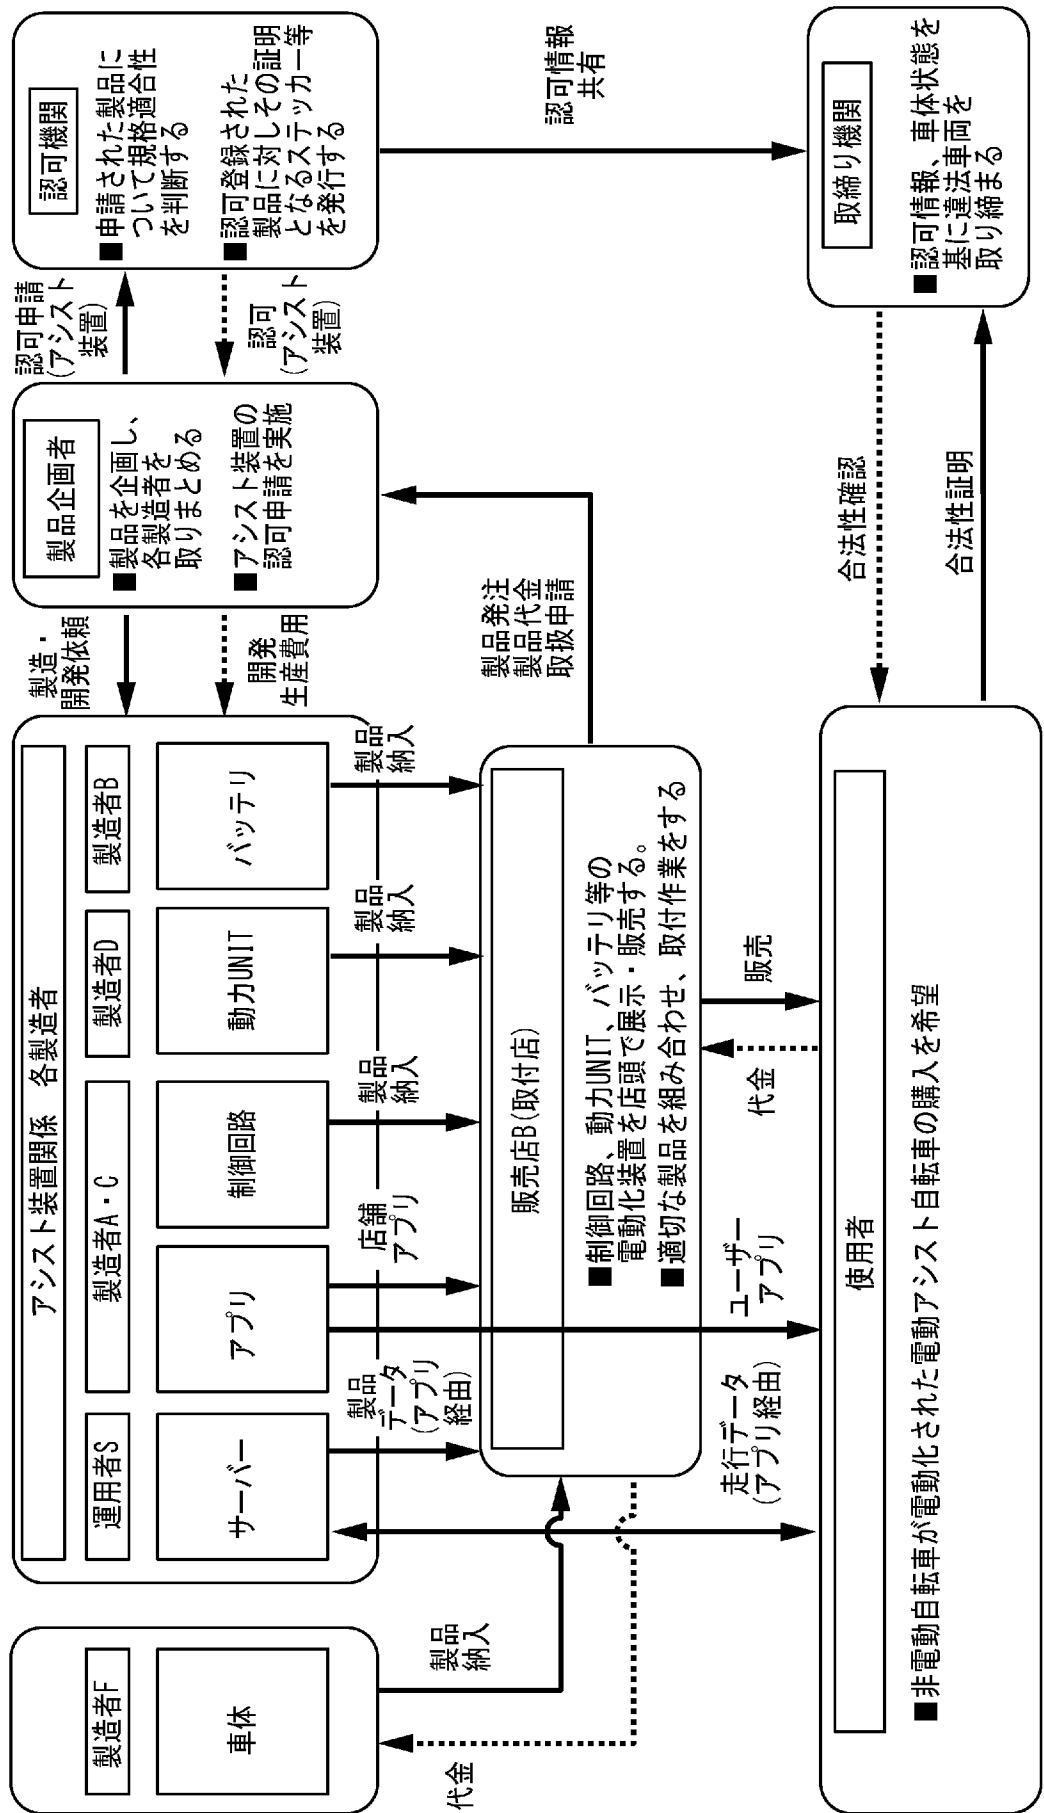 製造者F
車体
製品
納入
代金
アシスト装置関係 各製造者
運用者S
サーバー
製造者A・C
アプリ
制御回路
製造者D
動力UNIT
製造者B
バッテリ
製品
データ
(アプリ
経由)
店舗
アプリ
製品
納入
製品
納入
製品
納入
製造・
開発依頼
開発
生産費用
製品企画者
■製品を企画し、
各製造者を
取りまとめる
■アシスト装置の
認可申請を実施
認可申請
(アシスト
装置)
認可
(アシスト
装置)
認可機関
■申請された製品に
ついて規格適合性
を判断する
■認可登録された
製品に対しその証明
となるステッカー等
を発行する
販売店B(取付店)
■制御回路、動力UNIT、バッテリ等の
電動化装置を店頭で展示・販売する。
■適切な製品を組み合わせ、取付作業をする
製品発注
製品代金
取扱申請
認可情報
共有
走行データ
(アプリ経由)
ユーザー
アプリ
代金
販売
使用者
■非電動自転車が電動化された電動アシスト自転車の購入を希望
合法性確認
合法性証明
取締り機関
■認可情報、車体状態を
基に違法車両を
取り締まる